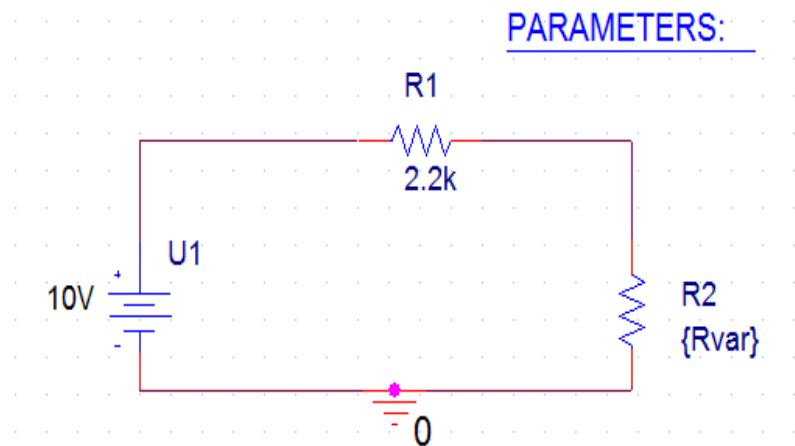 PARAMETERS:
R1
2.2k
U1
+
10V
-
R2
{Rvar}
0